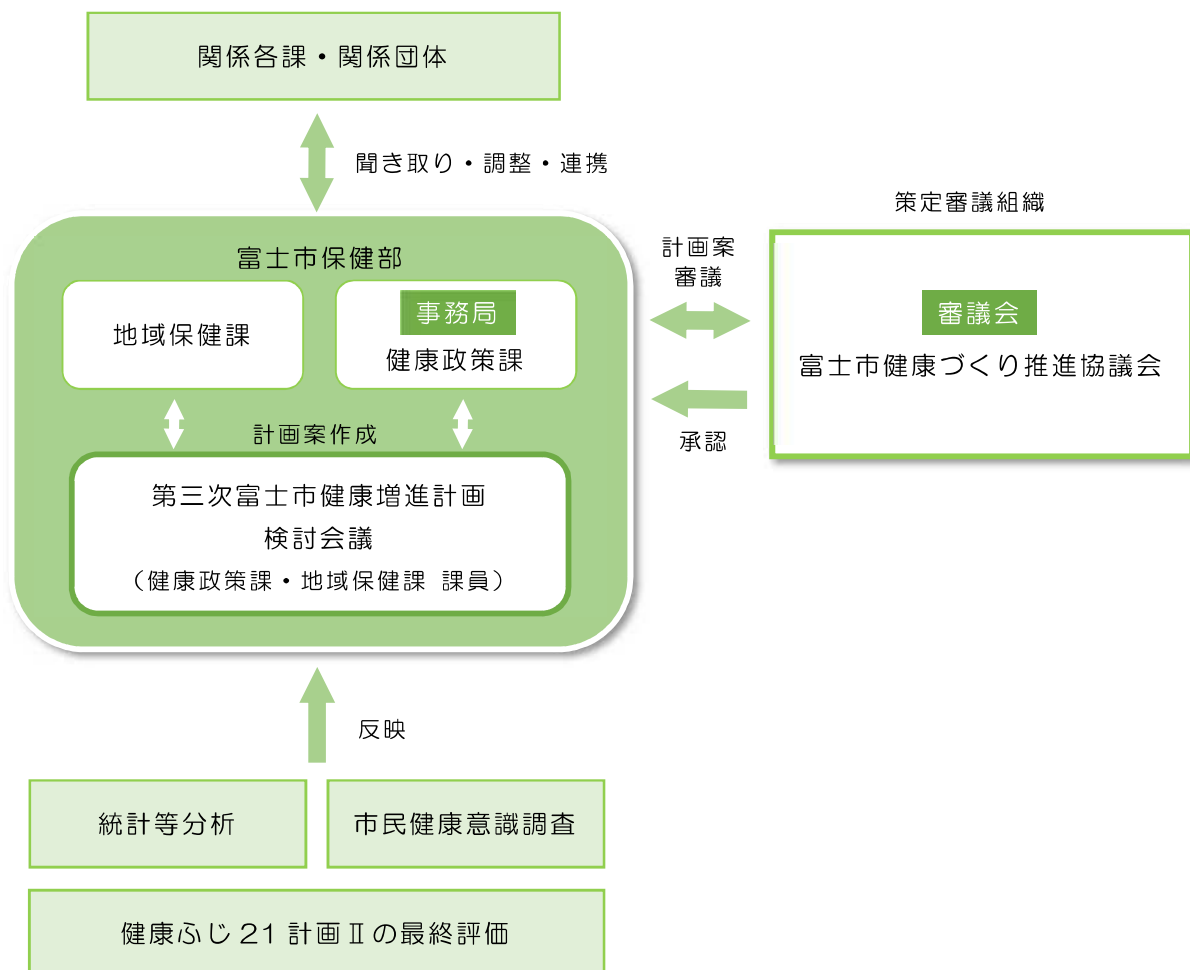 関係各課・関係団体
聞き取り・調整・連携
策定審議組織
富士市保健部
計画案
審議
地域保健課
事務局
健康政策課
審議会
富士市健康づくり推進協議会
承認
計画案作成
第三次富士市健康増進計画
検討会議
（健康政策課・地域保健課 課員）
反映
統計等分析
市民健康意識調査
健康ふじ21計画Ⅱの最終評価